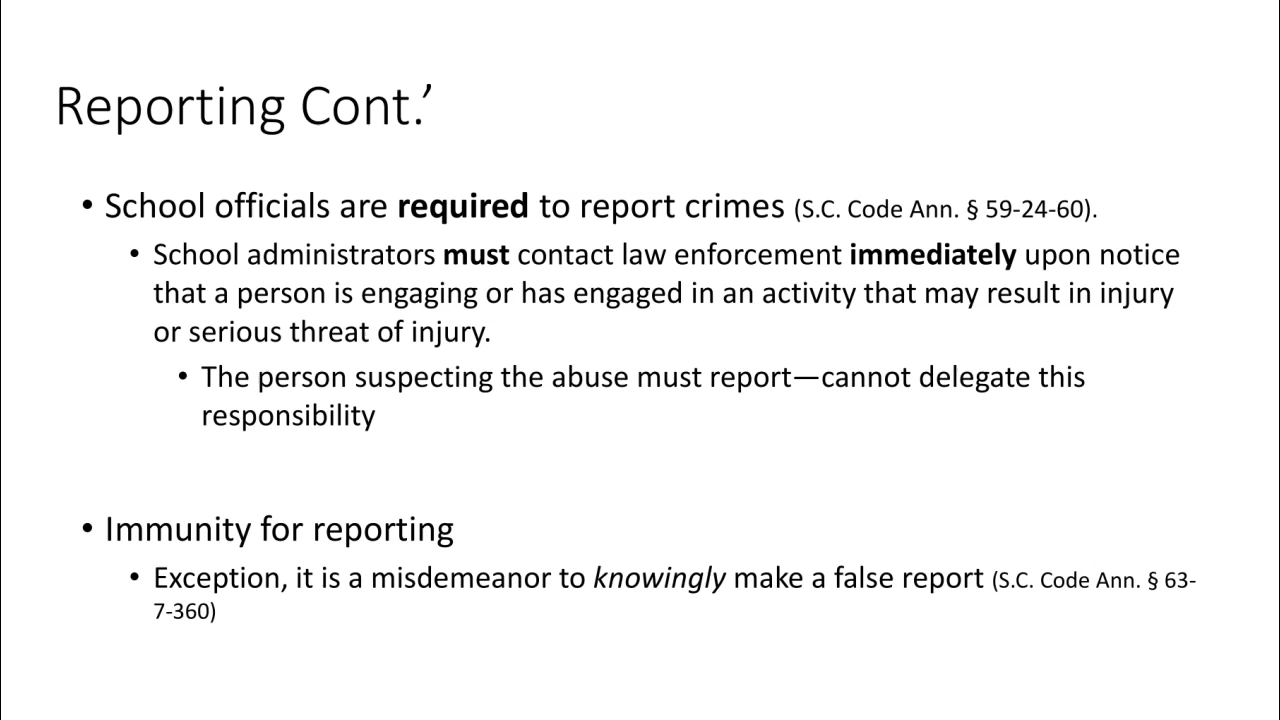 Reporting Cont.’
• School officials are required to report crimes (S.C. Code Ann. § 59-24-60).
• School administrators must contact law enforcement immediately upon notice
that a person is engaging or has engaged in an activity that may result in injury
or serious threat of injury.
• The person suspecting the abuse must report—cannot delegate this
responsibility
• Immunity for reporting
• Exception, it is a misdemeanor to knowingly make a false report (S.C. Code Ann. § 63-
7-360)